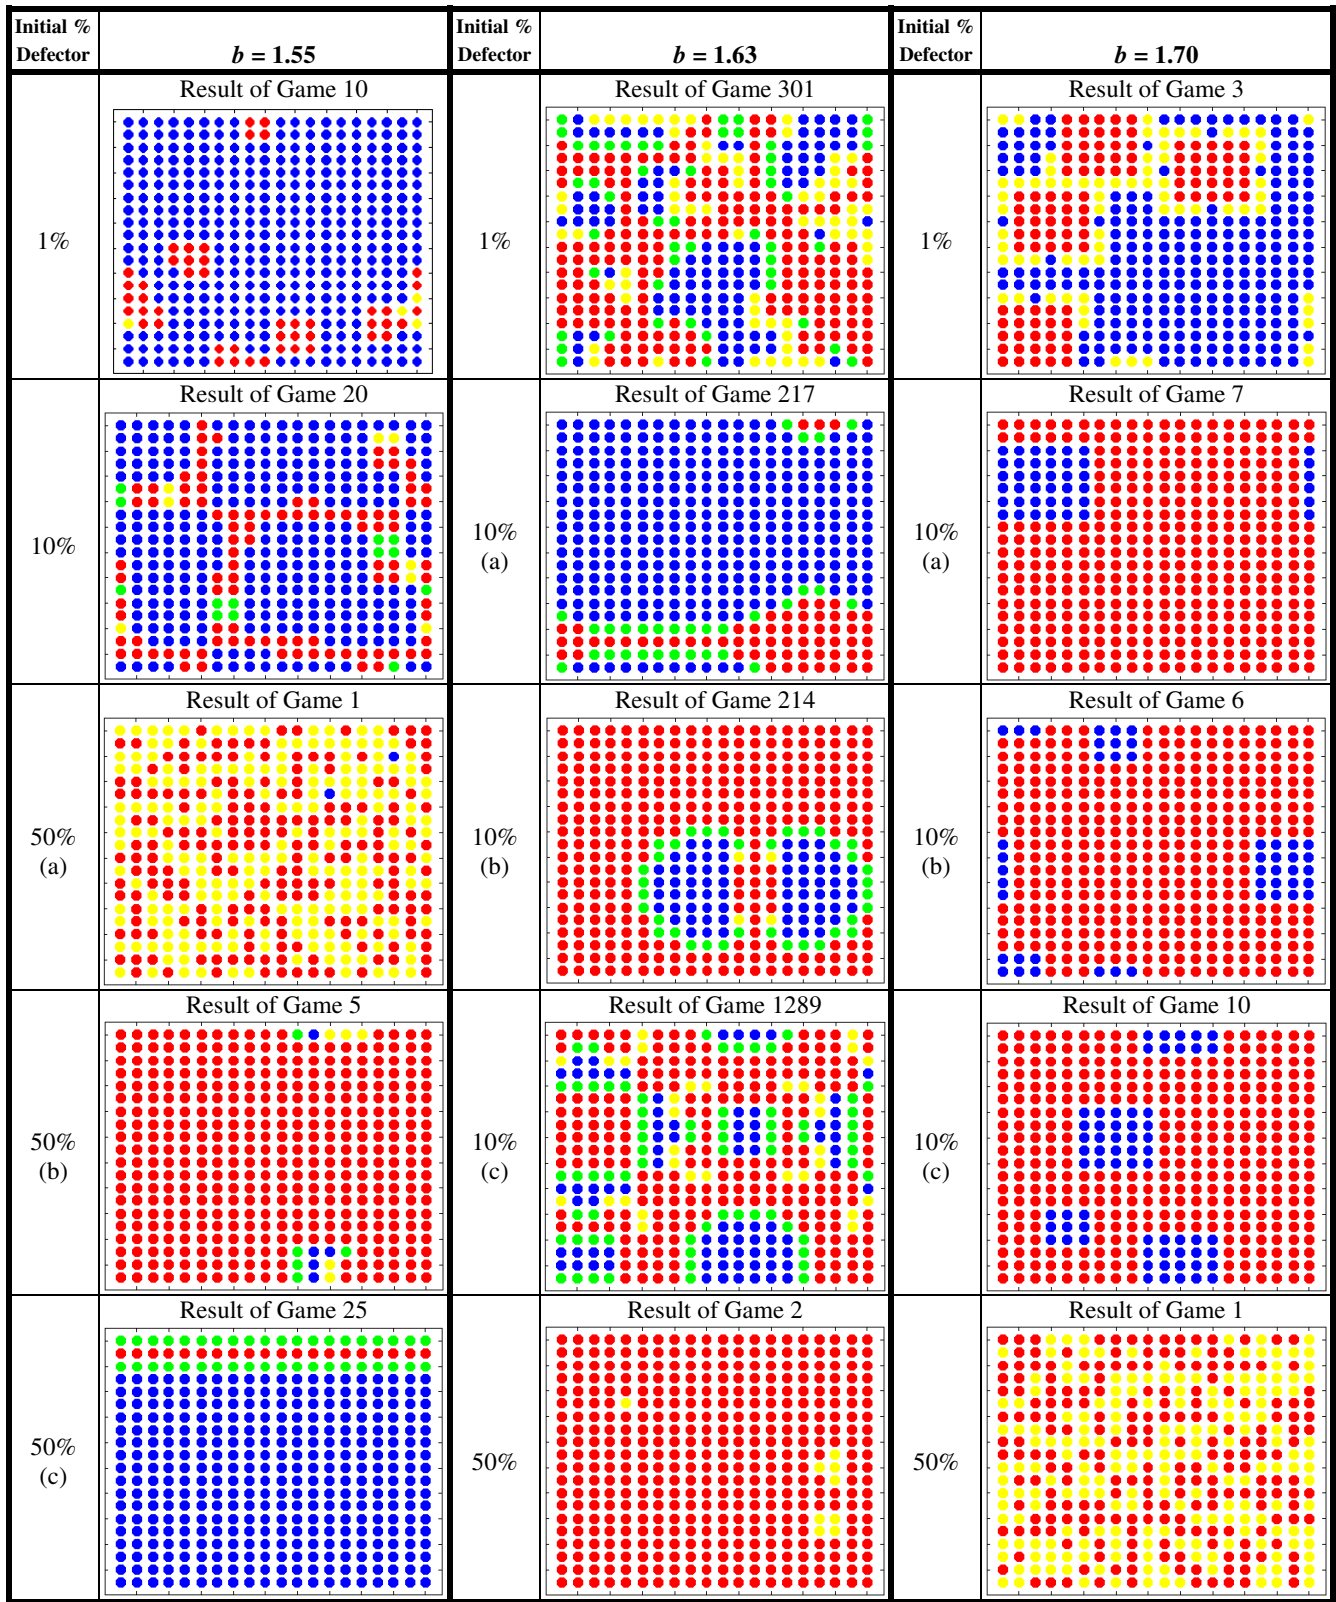 Initial %
Defector
b = 1.55
Initial %
Defector
b = 1.63
Initial %
Defector
b = 1.70
1%
Result of Game 10
1%
Result of Game 301
1%
Result of Game 3
10%
Result of Game 20
10%
(a)
Result of Game 217
10%
(a)
Result of Game 7
50%
(a)
Result of Game 1
10%
(b)
Result of Game 214
10%
(b)
Result of Game 6
50%
(b)
Result of Game 5
10%
(c)
Result of Game 1289
10%
(c)
Result of Game 10
50%
(c)
Result of Game 25
50%
Result of Game 2
50%
Result of Game 1